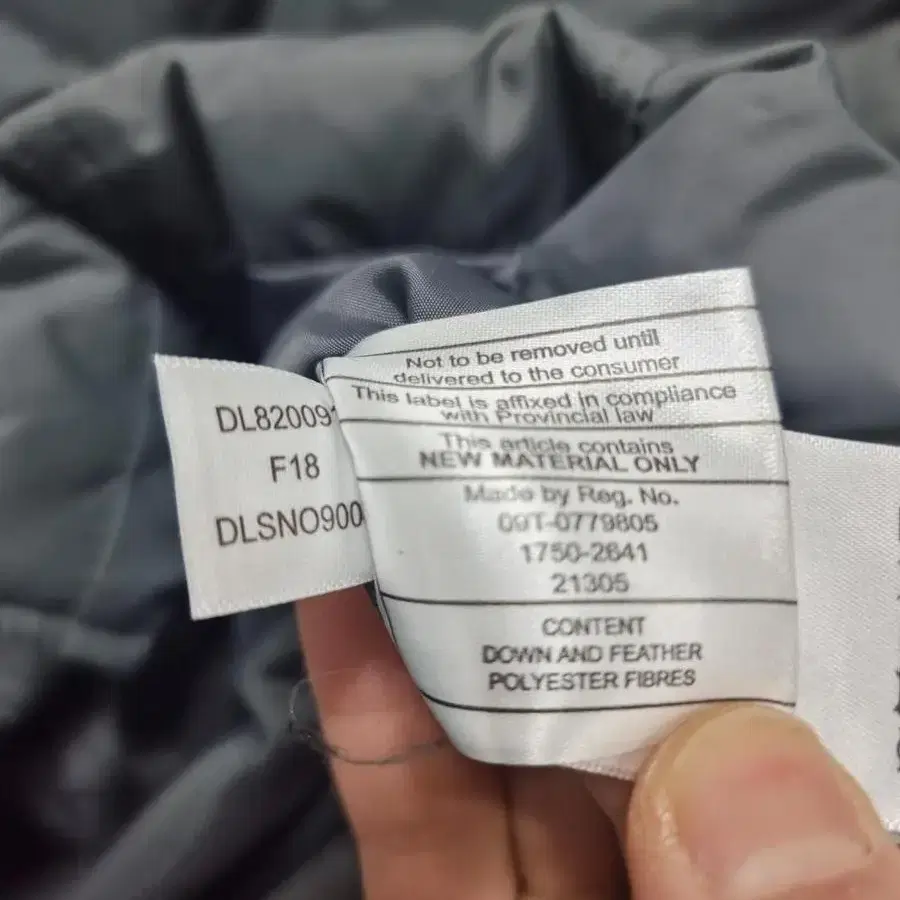 DL820091
F18
DLSNO900
Not to be removed until
delivered to the consumer
This label is affixed in compliance
with Provincial law
This article contains
NEW MATERIAL ONLY
Made by Reg. No.
09T-0779805
1750-2641
21305
CONTENT
DOWN AND FEATHER
POLYESTER FIBRES